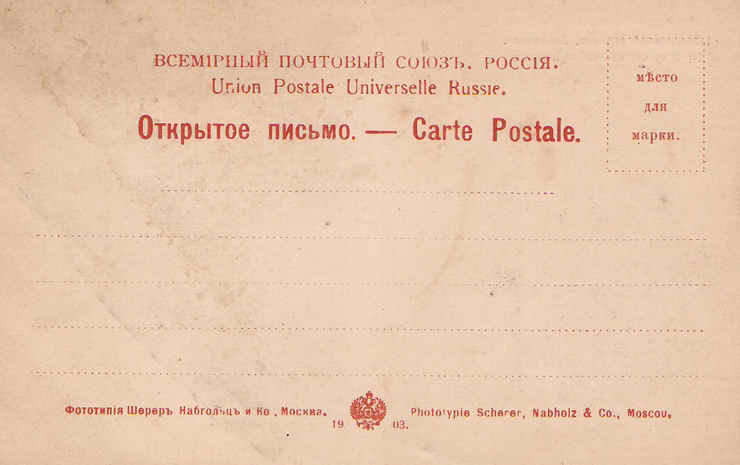 ВСЕМІРНЫЙ ПОЧТОВЫЙ СОЮЗЪ. РОССІЯ.
Union Postale Universelle Russie.
Открытое письмо. — Carte Postale.
мѣсто
для
марки.
Фототипія Шереръ Набгольцъ и Ко, Москва.
Phototypie Scherer, Nabholz & Co., Moscou.
19 03.